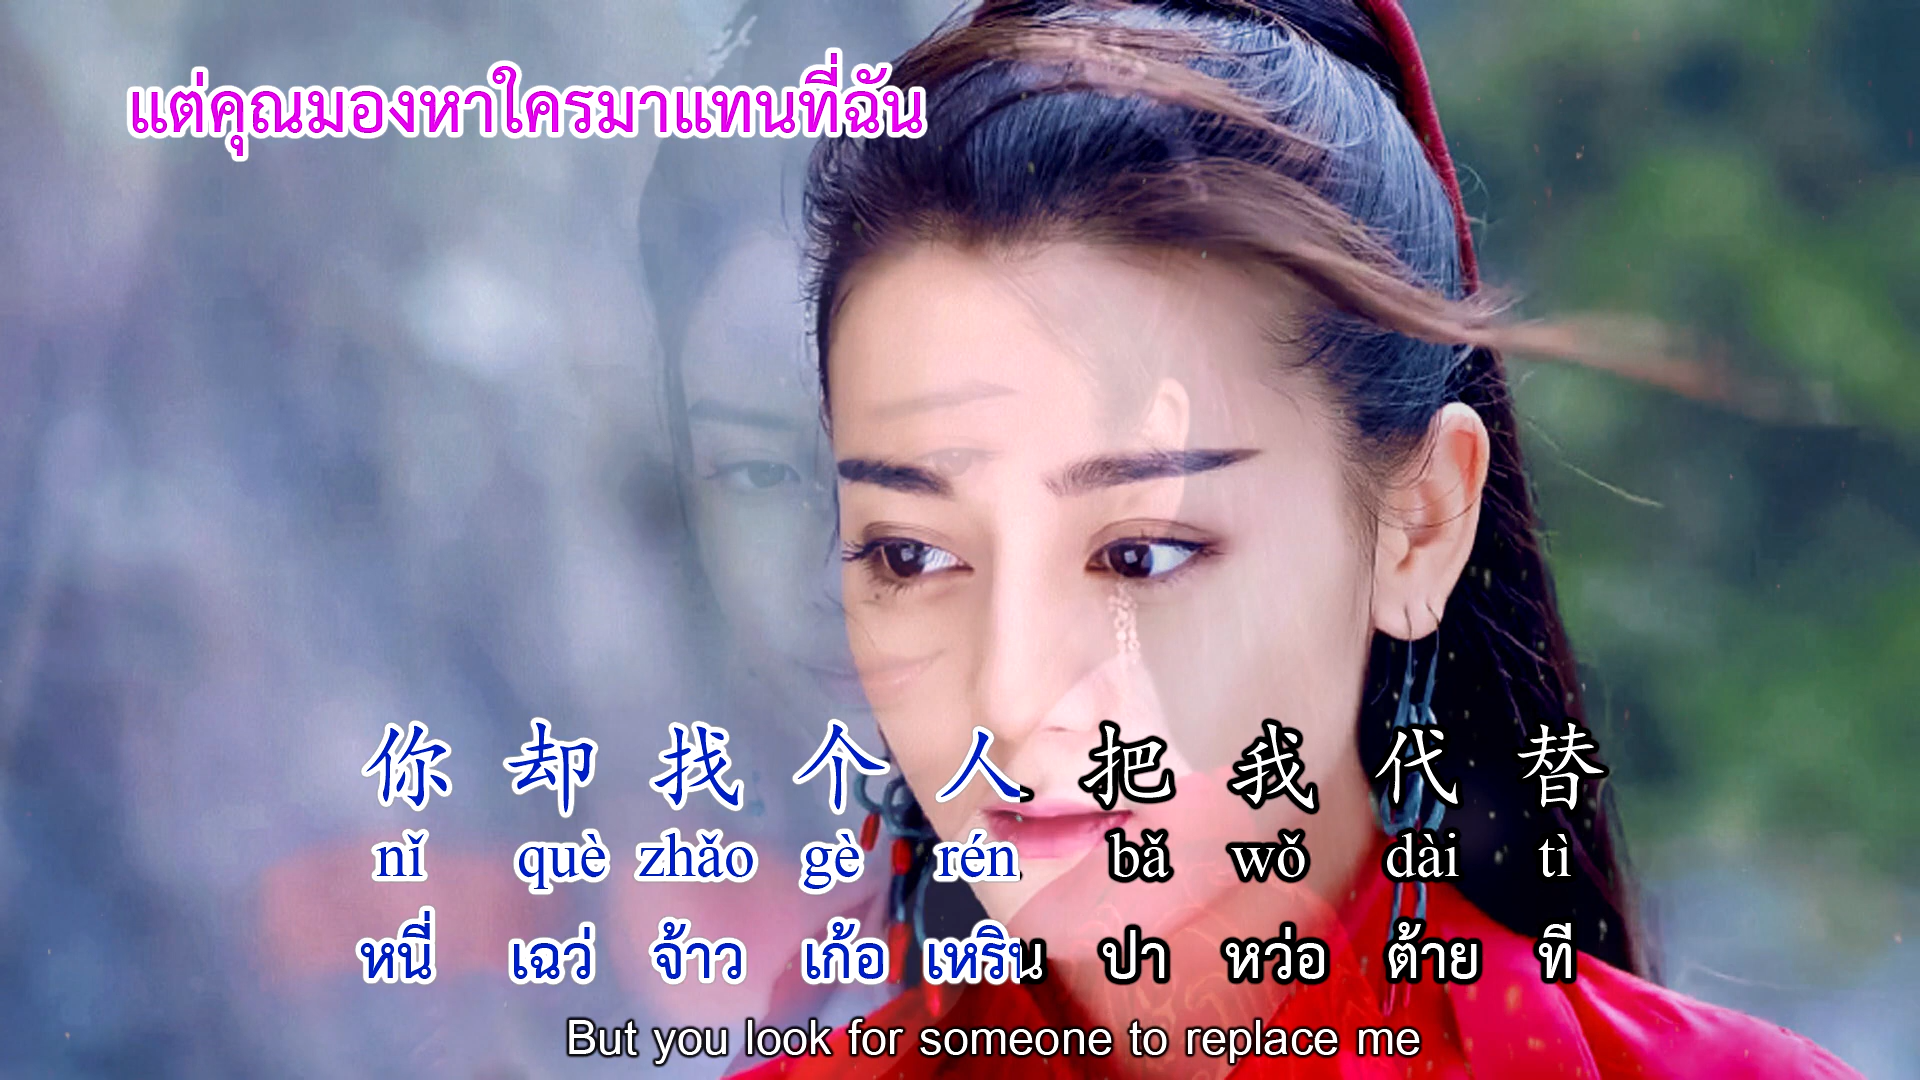 แต่คุณมองหาใครมาแทนที่ฉัน
你 却 找 个 人 把 我 代 替
nǐ què zhǎo gè rén bǎ wǒ dài tì
หนี่ เฉว่ จ้าว เก้อ เหริน ปา หว่อ ต้าย ที
But you look for someone to replace me